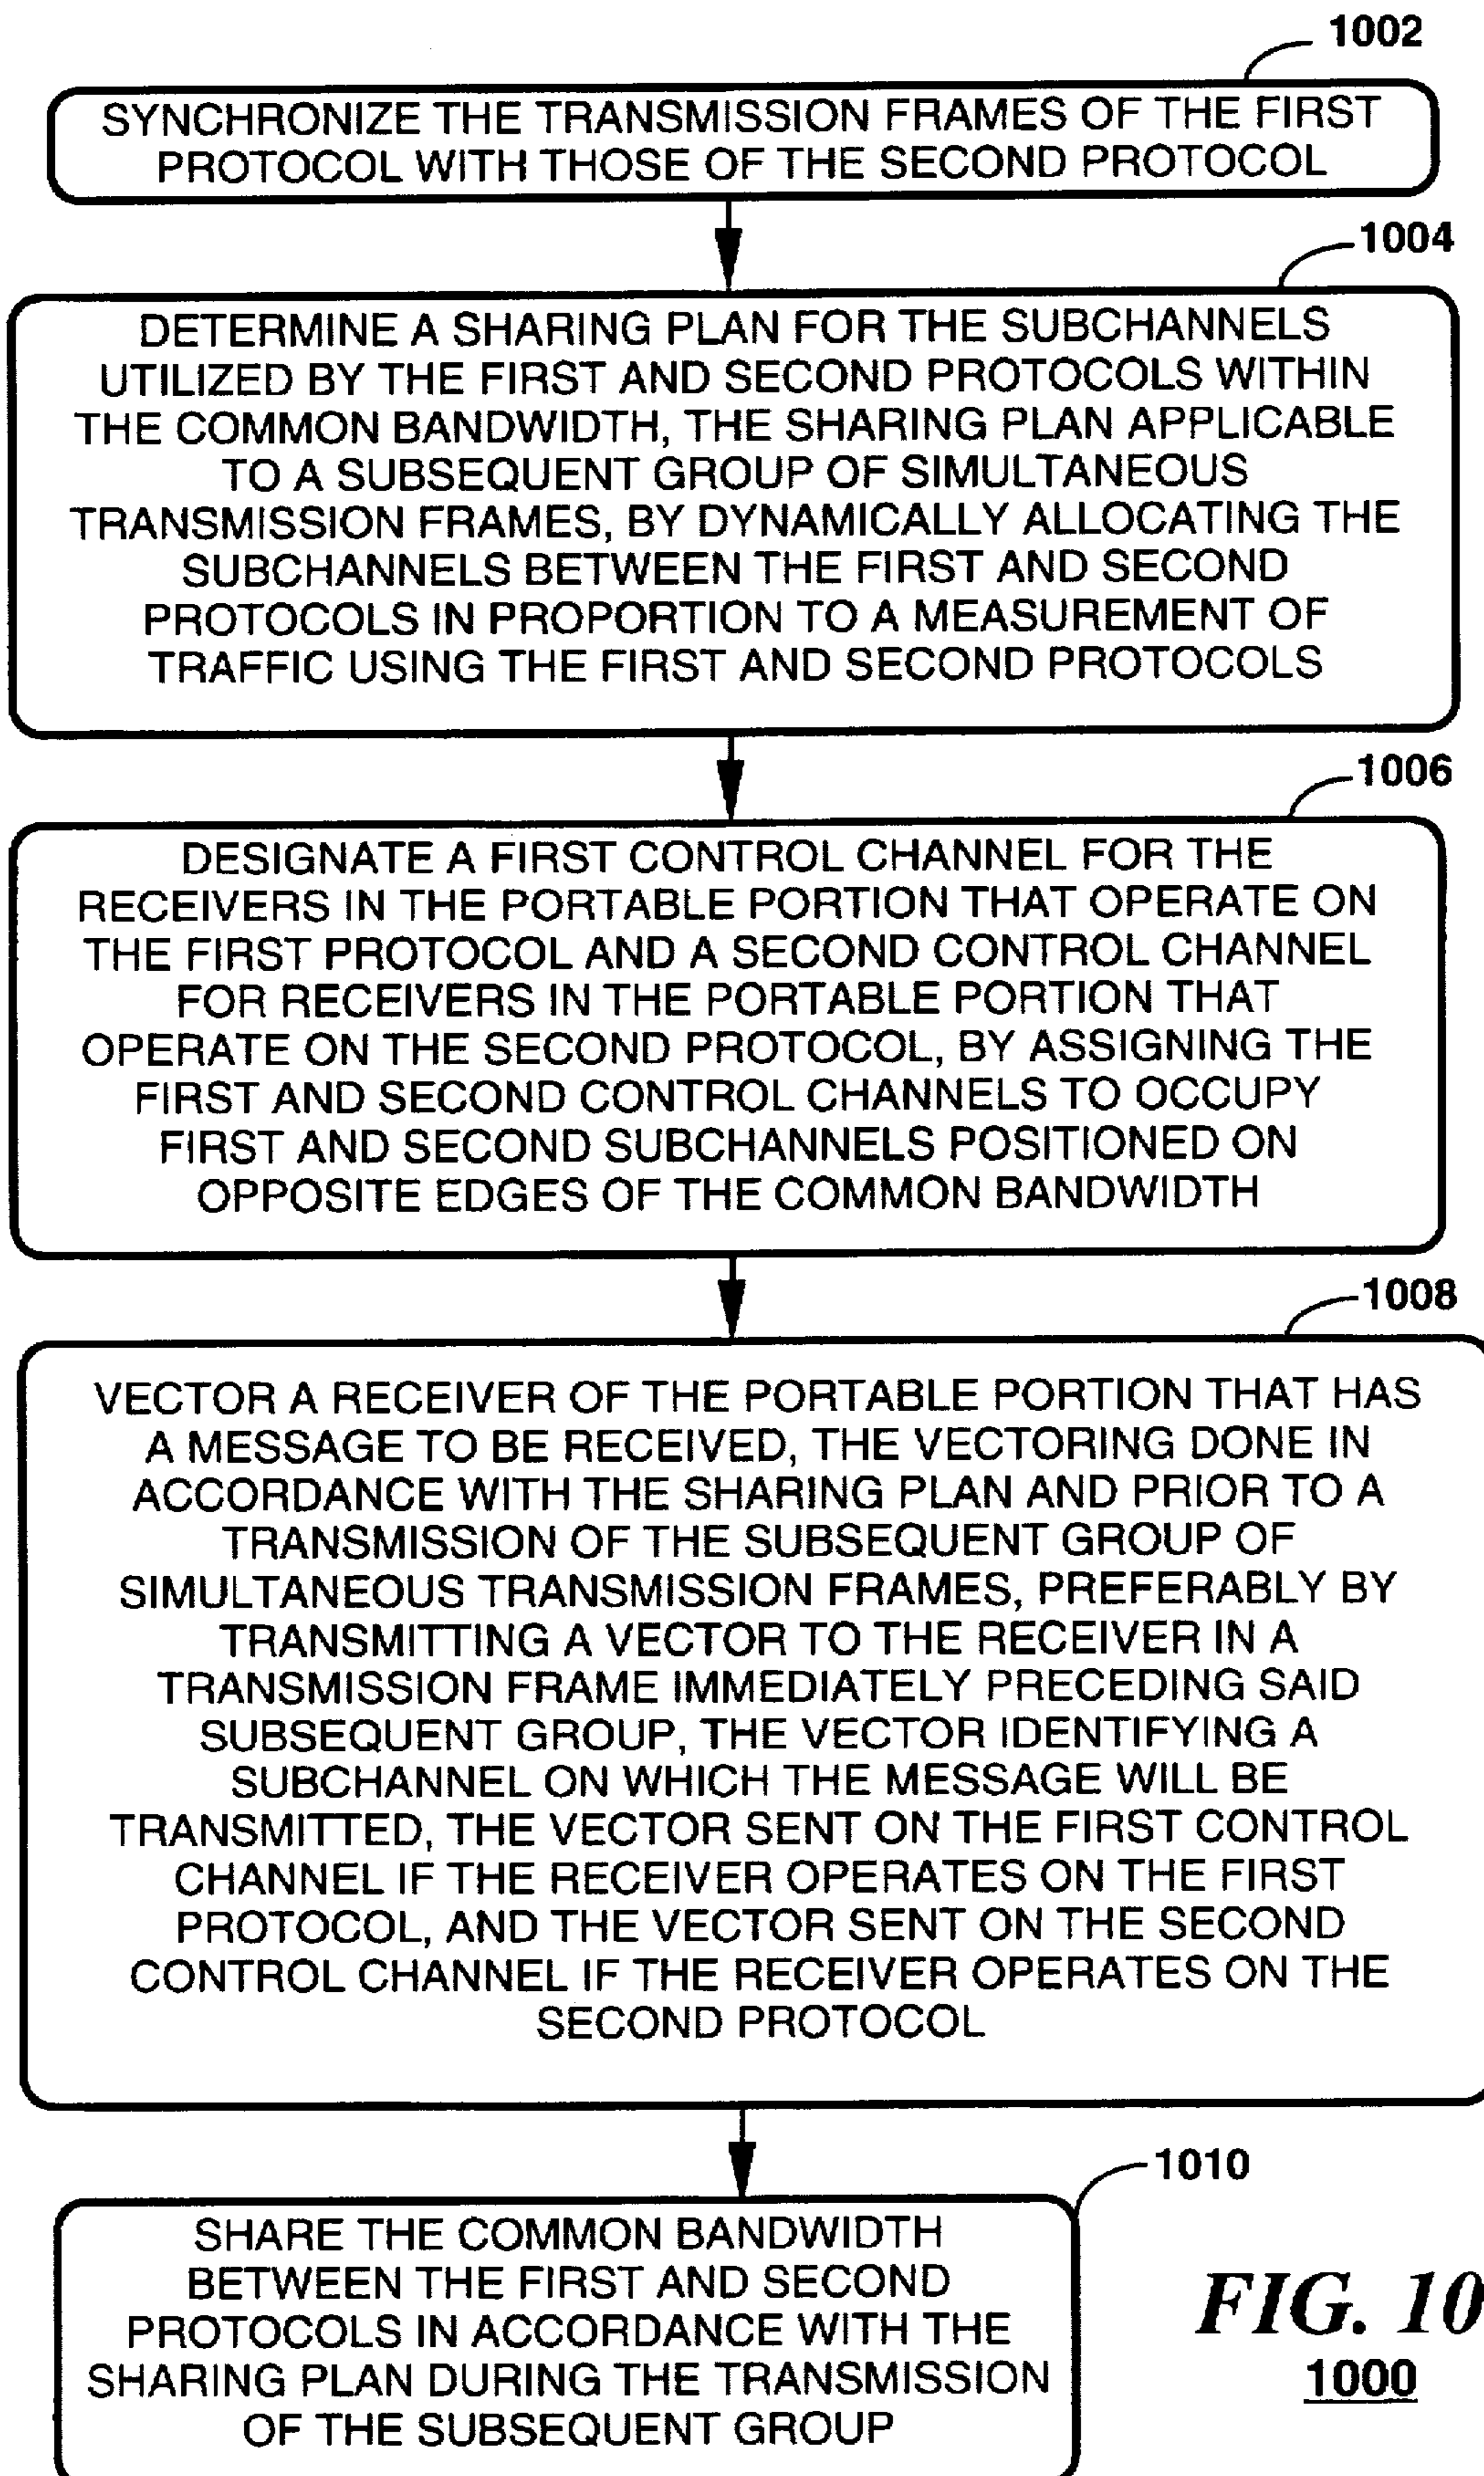 1002
SYNCHRONIZE THE TRANSMISSION FRAMES OF THE FIRST
PROTOCOL WITH THOSE OF THE SECOND PROTOCOL
1004
DETERMINE A SHARING PLAN FOR THE SUBCHANNELS
UTILIZED BY THE FIRST AND SECOND PROTOCOLS WITHIN
THE COMMON BANDWIDTH, THE SHARING PLAN APPLICABLE
TO A SUBSEQUENT GROUP OF SIMULTANEOUS
TRANSMISSION FRAMES, BY DYNAMICALLY ALLOCATING THE
SUBCHANNELS BETWEEN THE FIRST AND SECOND
PROTOCOLS IN PROPORTION TO A MEASUREMENT OF
TRAFFIC USING THE FIRST AND SECOND PROTOCOLS
1006
DESIGNATE A FIRST CONTROL CHANNEL FOR THE
RECEIVERS IN THE PORTABLE PORTION THAT OPERATE ON
THE FIRST PROTOCOL AND A SECOND CONTROL CHANNEL
FOR RECEIVERS IN THE PORTABLE PORTION THAT
OPERATE ON THE SECOND PROTOCOL, BY ASSIGNING THE
FIRST AND SECOND CONTROL CHANNELS TO OCCUPY
FIRST AND SECOND SUBCHANNELS POSITIONED ON
OPPOSITE EDGES OF THE COMMON BANDWIDTH
1008
VECTOR A RECEIVER OF THE PORTABLE PORTION THAT HAS
A MESSAGE TO BE RECEIVED, THE VECTORING DONE IN
ACCORDANCE WITH THE SHARING PLAN AND PRIOR TO A
TRANSMISSION OF THE SUBSEQUENT GROUP OF
SIMULTANEOUS TRANSMISSION FRAMES, PREFERABLY BY
TRANSMITTING A VECTOR TO THE RECEIVER IN A
TRANSMISSION FRAME IMMEDIATELY PRECEDING SAID
SUBSEQUENT GROUP, THE VECTOR IDENTIFYING A
SUBCHANNEL ON WHICH THE MESSAGE WILL BE
TRANSMITTED, THE VECTOR SENT ON THE FIRST CONTROL
CHANNEL IF THE RECEIVER OPERATES ON THE FIRST
PROTOCOL, AND THE VECTOR SENT ON THE SECOND
CONTROL CHANNEL IF THE RECEIVER OPERATES ON THE
SECOND PROTOCOL
1010
SHARE THE COMMON BANDWIDTH
BETWEEN THE FIRST AND SECOND
PROTOCOLS IN ACCORDANCE WITH THE
SHARING PLAN DURING THE TRANSMISSION
OF THE SUBSEQUENT GROUP
FIG. 10
1000